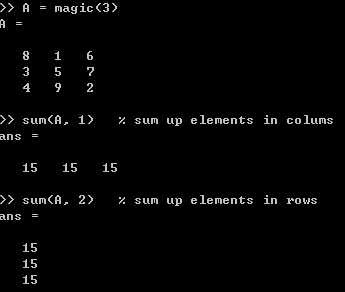 >> A = magic(3)
A =
8 1 6
3 5 7
4 9 2
>> sum(A, 1) % sum up elements in colums
ans =
15 15 15
>> sum(A, 2) % sum up elements in rows
ans =
15
15
15